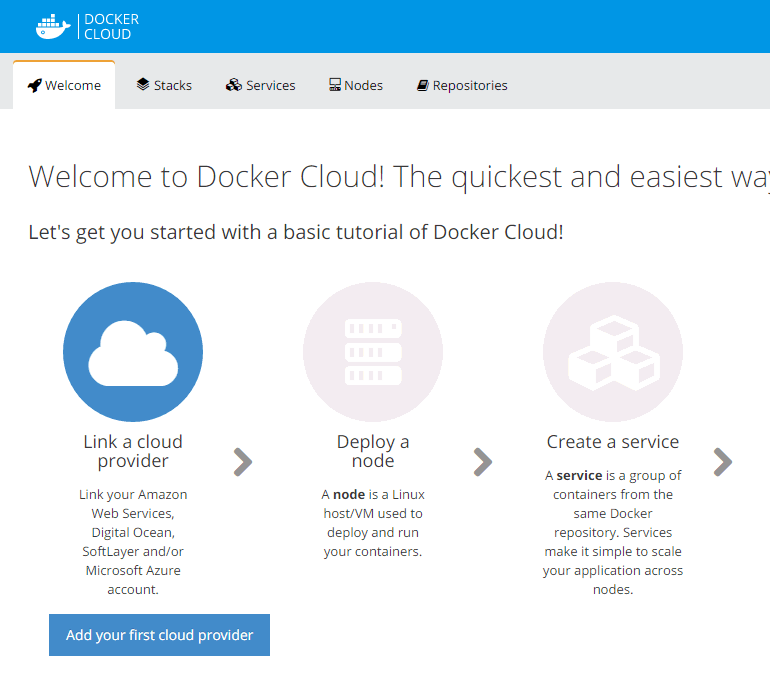 DOCKER
CLOUD
Welcome
Stacks
Services
Nodes
Repositories
Welcome to Docker Cloud! The quickest and easiest
Let's get you started with a basic tutorial of Docker Cloud!
Link a cloud
provider
Link your Amazon
Web Services,
Digital Ocean,
SoftLayer and/or
Microsoft Azure
account.
Add your first cloud provider
Deploy a
node
A node is a Linux
host/VM used to
deploy and run
your containers.
Create a service
A service is a group of
containers from the
same Docker
repository. Services
make it simple to scale
your application across
nodes.